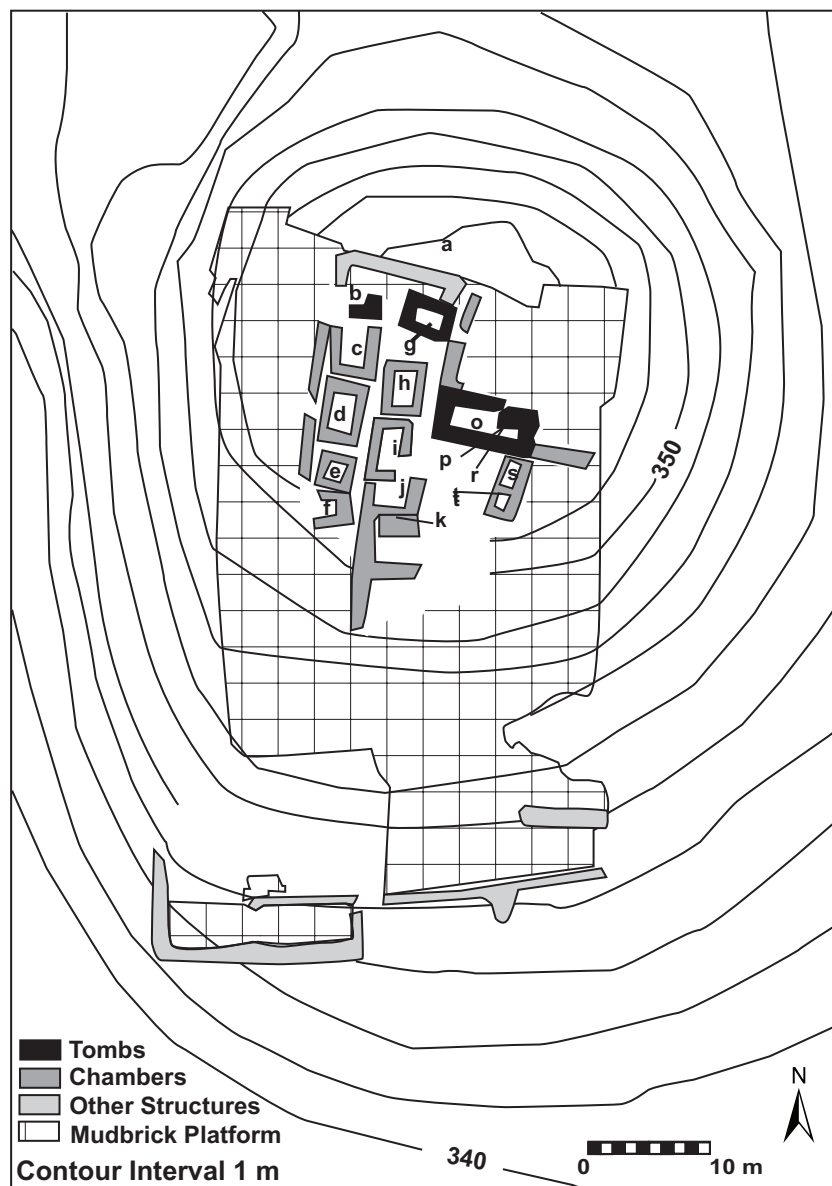 a
b
g
c
h
d
o
i
p
r
s
e
j
t
f
k
350
Tombs
Chambers
Other Structures
Mudbrick Platform
Contour Interval 1 m
340
N
0 10 m